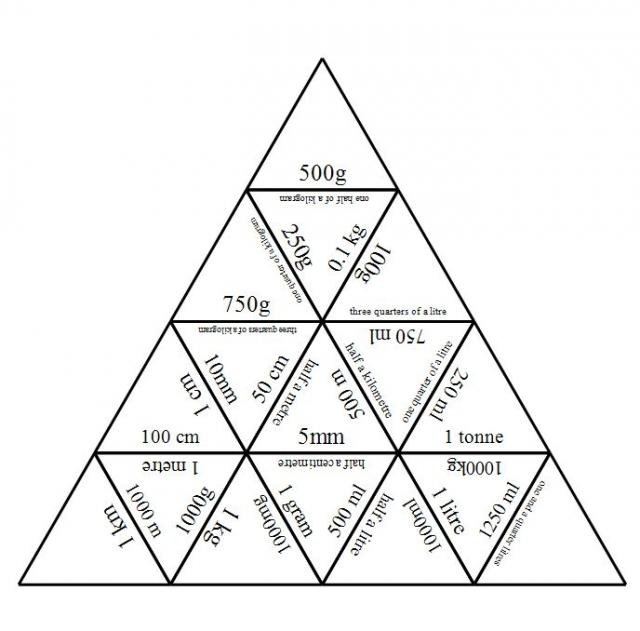 500g
one half of a kilogram
one quarter of a kilogram
250g
0.1 kg
100g
750g
three quarters of a litre
three quarters of a kilogram
750 ml
1 cm
10mm
50 cm
half a metre
500 m
half a kilometre
one quarter of a litre
250 ml
100 cm
5mm
1 tonne
1 metre
half a centimetre
1000kg
1 km
1000 m
1000g
1 kg
1000mg
1 gram
500 ml
half a litre
1000ml
1 litre
1250 ml
one and a quarter litres